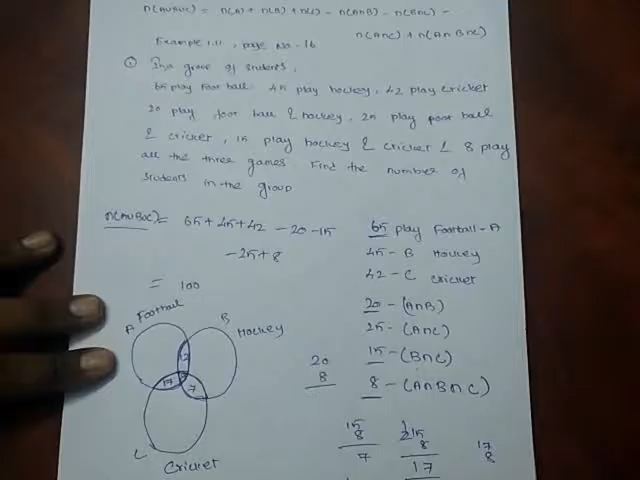 n(AUBUC) = n(A) + n(B) + n(C) - n(A∩B) - n(A∩C) -
n(A∩C) + n(A∩B∩C)
Example 1.11, page No - 16
① In a group of students,
65 play Foot ball. 45 play hockey, 42 play cricket
20 play foot ball & hockey, 25 play foot ball
& cricket, 15 play hockey & cricket & 8 play
all the three games. Find the number of
students in the group
n(AUBUC) = 65+45+42 -20-15
-25+8
= 100
65 play Football - A
45 - B Hockey
42 - C Cricket
20 - (A∩B)
25 - (A∩C)
15 - (B∩C)
8 - (A∩B∩C)
A Football
B
Hockey
12
17
7
C
Cricket
20
8
15
8
7
25
8
17
17
8